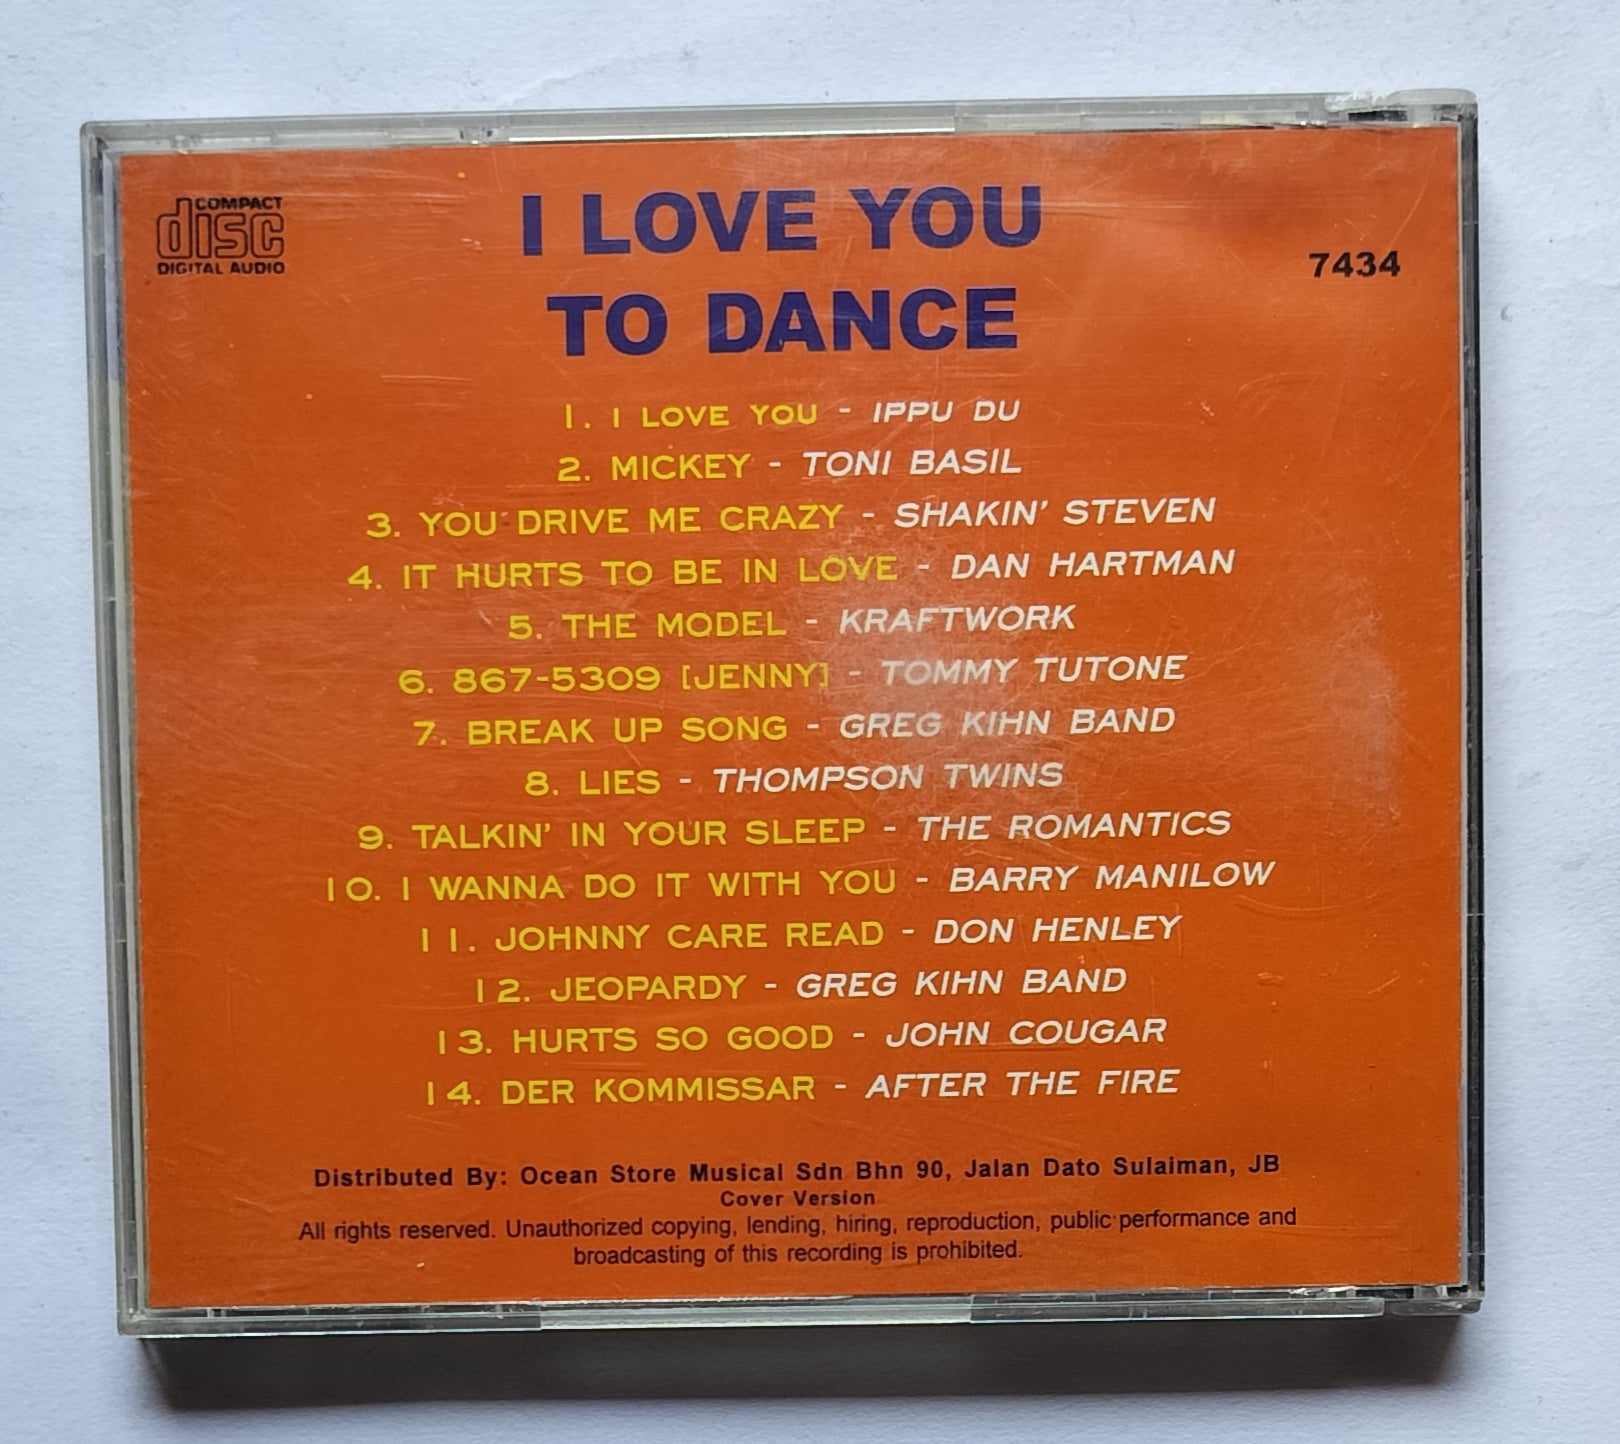 COMPACT
disc
DIGITAL AUDIO
I LOVE YOU
TO DANCE
7434
1. I LOVE YOU - IPPU DU
2. MICKEY - TONI BASIL
3. YOU DRIVE ME CRAZY - SHAKIN' STEVEN
4. IT HURTS TO BE IN LOVE - DAN HARTMAN
5. THE MODEL - KRAFTWORK
6. 867-5309 [JENNY] - TOMMY TUTONE
7. BREAK UP SONG - GREG KIHN BAND
8. LIES - THOMPSON TWINS
9. TALKIN' IN YOUR SLEEP - THE ROMANTICS
10. I WANNA DO IT WITH YOU - BARRY MANILOW
11. JOHNNY CARE READ - DON HENLEY
12. JEOPARDY - GREG KIHN BAND
13. HURTS SO GOOD - JOHN COUGAR
14. DER KOMMISSAR - AFTER THE FIRE
Distributed By: Ocean Store Musical Sdn Bhn 90, Jalan Dato Sulaiman, JB
Cover Version
All rights reserved. Unauthorized copying, lending, hiring, reproduction, public performance and
broadcasting of this recording is prohibited.